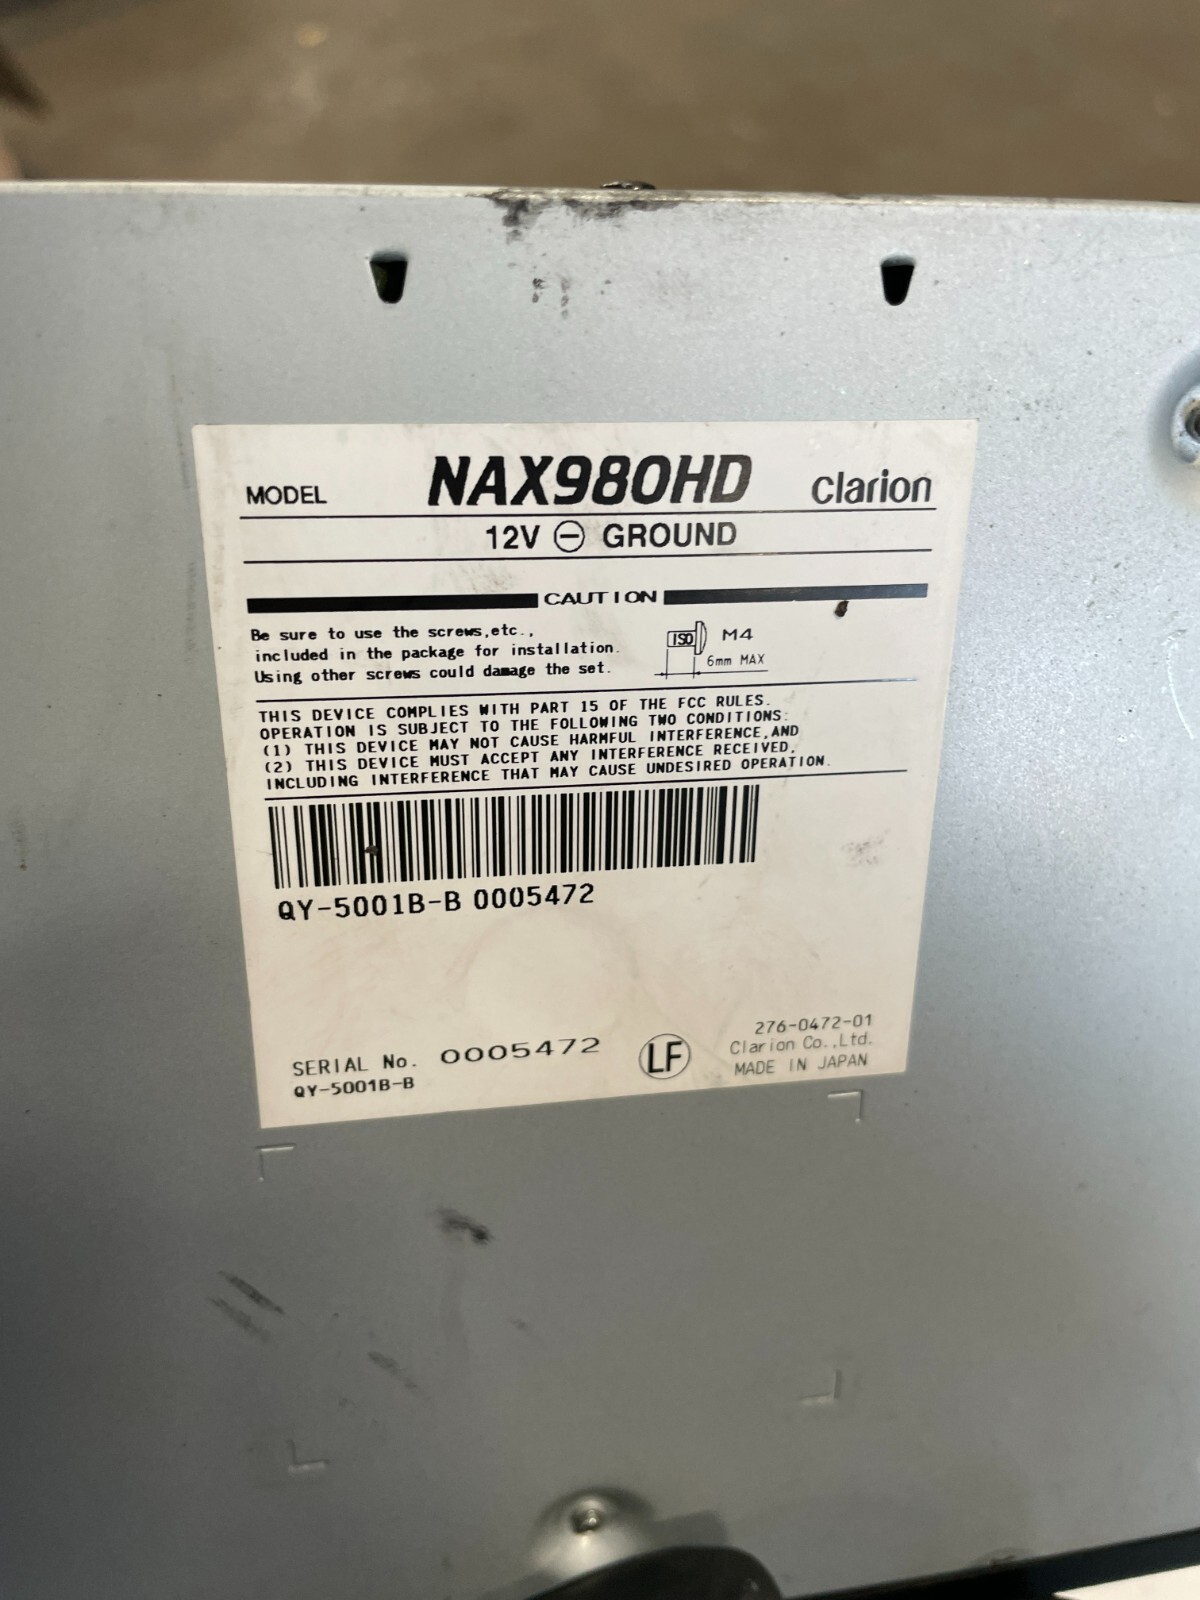 MODEL NAX980HD clarion
12V ⊖ GROUND
CAUTION
Be sure to use the screws,etc.,
included in the package for installation.
Using other screws could damage the set.
ISO M4
6mm MAX
THIS DEVICE COMPLIES WITH PART 15 OF THE FCC RULES.
OPERATION IS SUBJECT TO THE FOLLOWING TWO CONDITIONS:
(1) THIS DEVICE MAY NOT CAUSE HARMFUL INTERFERENCE,AND
(2) THIS DEVICE MUST ACCEPT ANY INTERFERENCE RECEIVED,
INCLUDING INTERFERENCE THAT MAY CAUSE UNDESIRED OPERATION.
QY-5001B-B 0005472
SERIAL No. 0005472
QY-5001B-B
LF
276-0472-01
Clarion Co.,Ltd.
MADE IN JAPAN